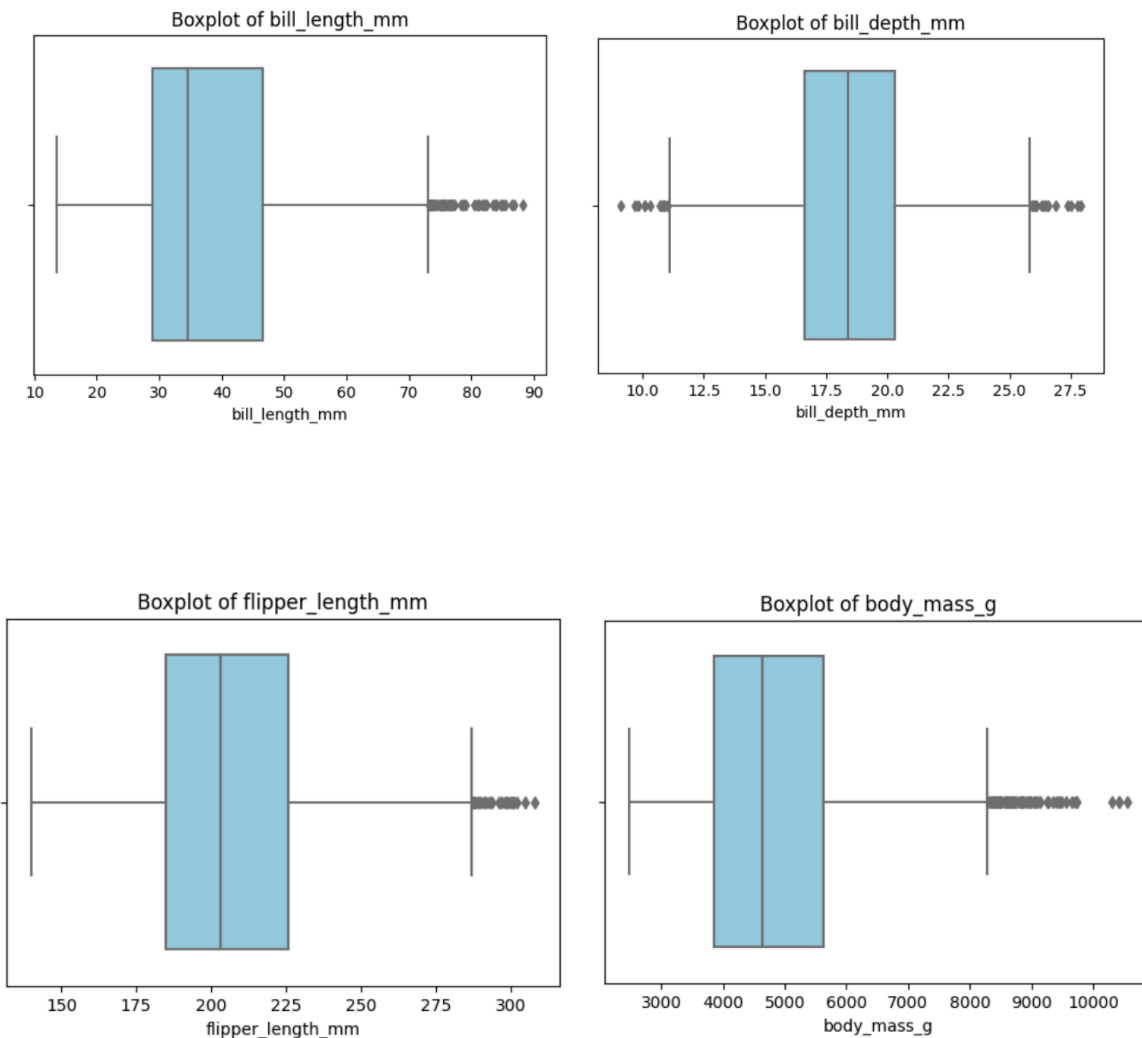 Boxplot of bill_length_mm
10 20 30 40 50 60 70 80 90
bill_length_mm
Boxplot of bill_depth_mm
10.0 12.5 15.0 17.5 20.0 22.5 25.0 27.5
bill_depth_mm
Boxplot of flipper_length_mm
150 175 200 225 250 275 300
flipper_length_mm
Boxplot of body_mass_g
3000 4000 5000 6000 7000 8000 9000 10000
body_mass_g